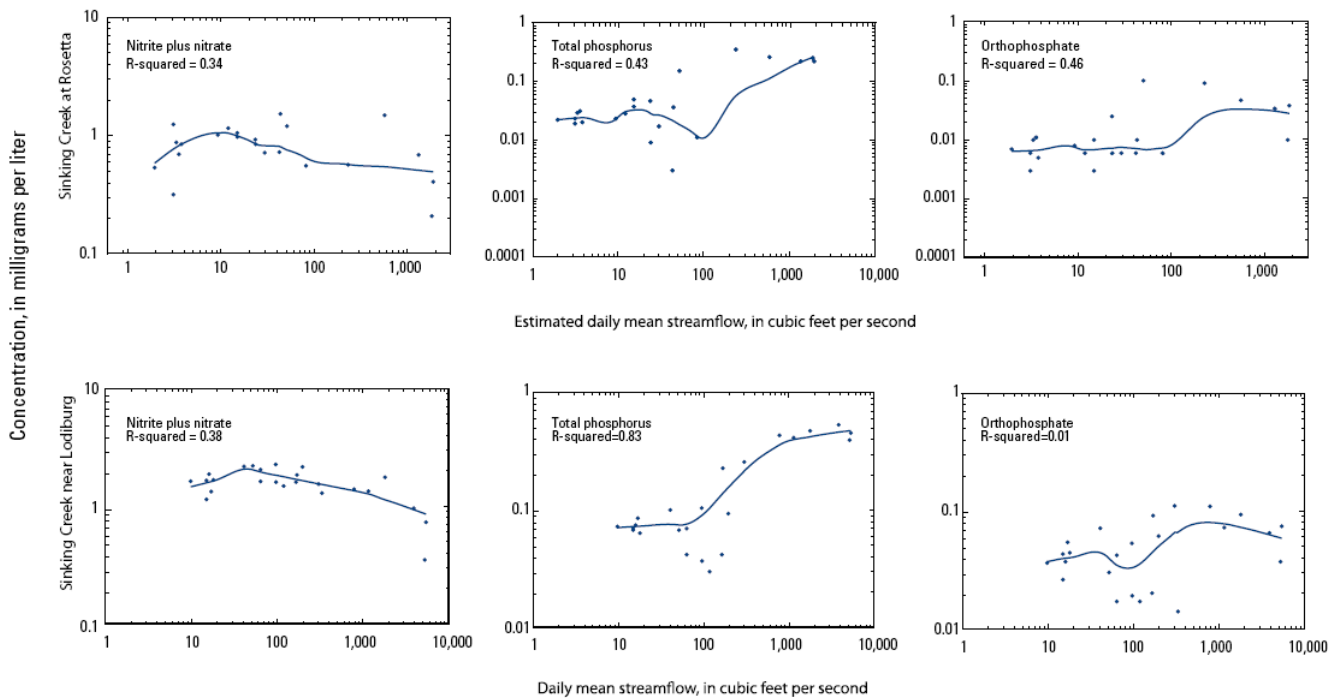 Concentration, in milligrams per liter
Sinking Creek at Rosetta
10
1
0.1
Nitrite plus nitrate
R-squared = 0.34
1 10 100 1,000
1
0.1
0.01
0.001
0.0001
Total phosphorus
R-squared = 0.43
1 10 100 1,000 10,000
1
0.1
0.01
0.001
0.0001
Orthophosphate
R-squared = 0.46
1 10 100 1,000
Estimated daily mean streamflow, in cubic feet per second
Sinking Creek near Lodiburg
10
1
0.1
Nitrite plus nitrate
R-squared = 0.38
1 10 100 1,000 10,000
1
0.1
0.01
Total phosphorus
R-squared=0.83
1 10 100 1,000 10,000
1
0.1
0.01
Orthophosphate
R-squared=0.01
1 10 100 1,000 10,000
Daily mean streamflow, in cubic feet per second